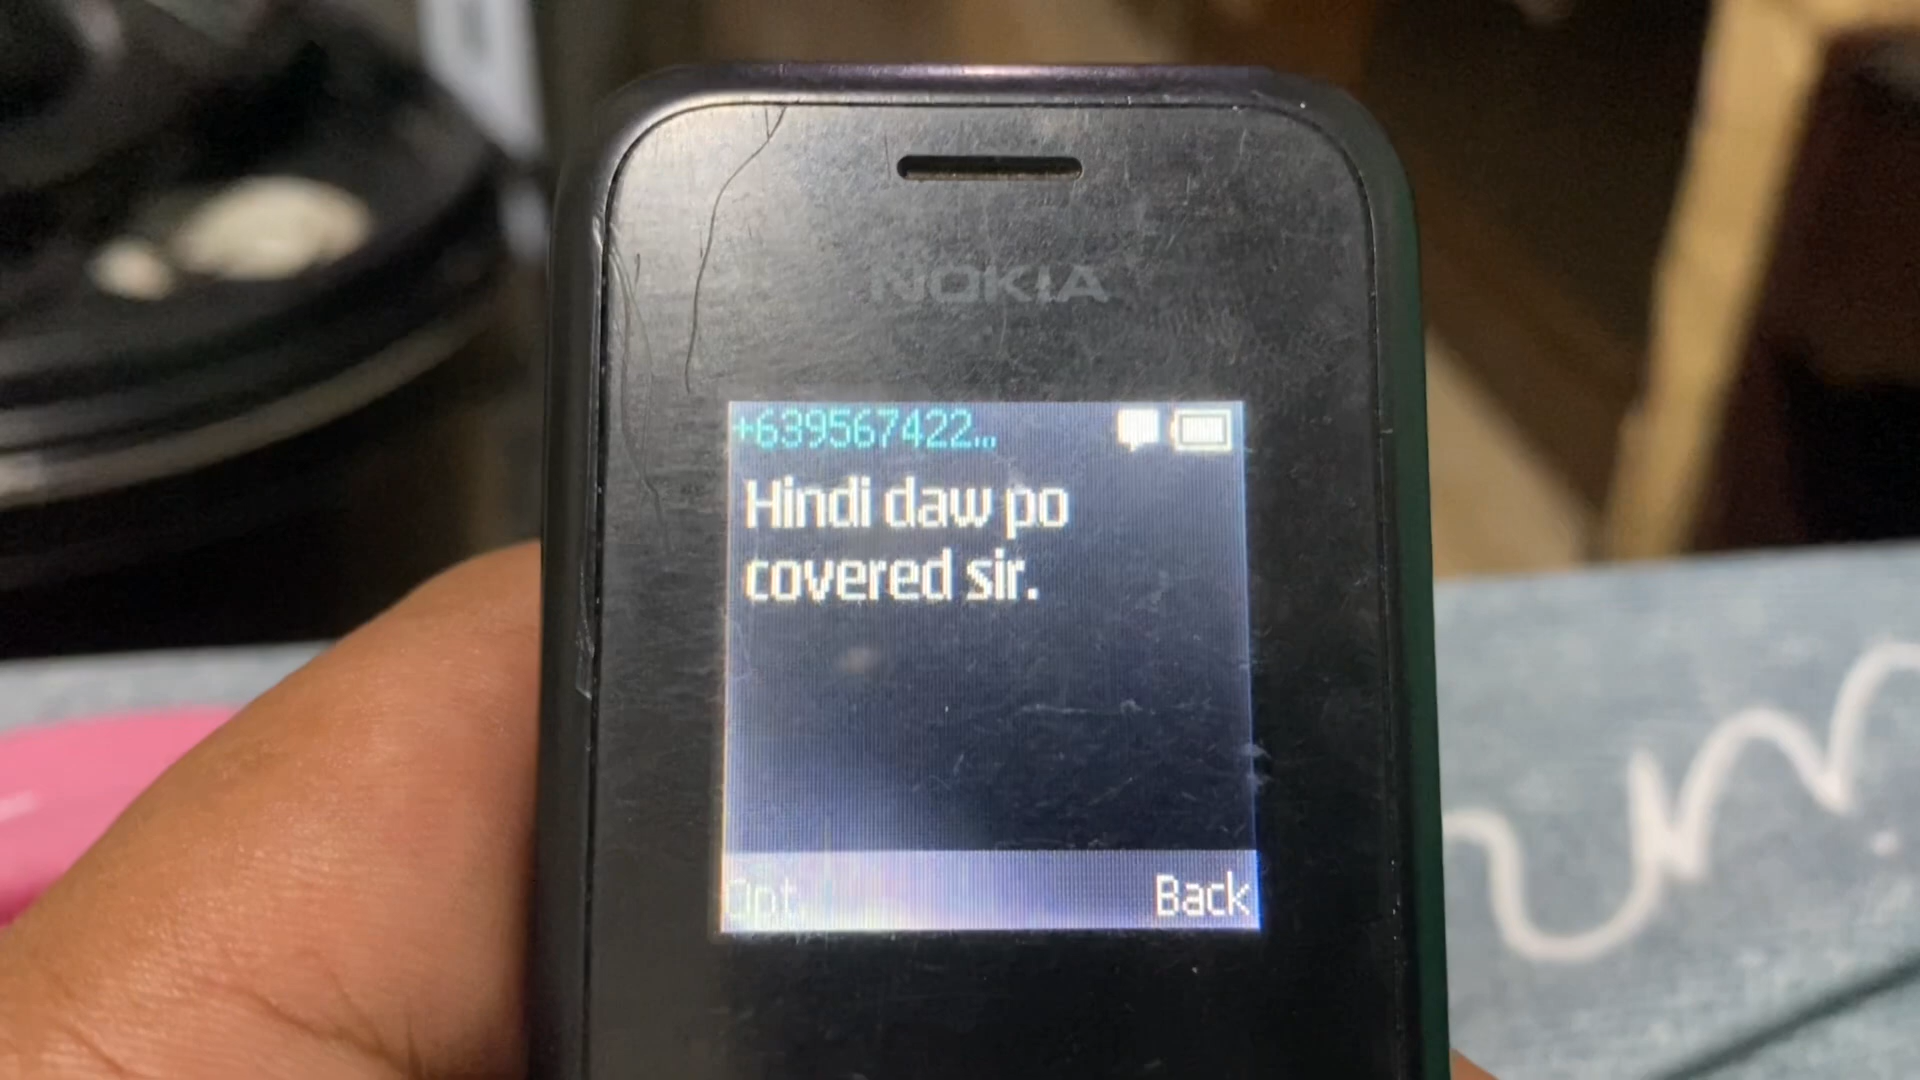 NOKIA
+639567422...
Hindi daw po
covered sir.
Opt.
Back